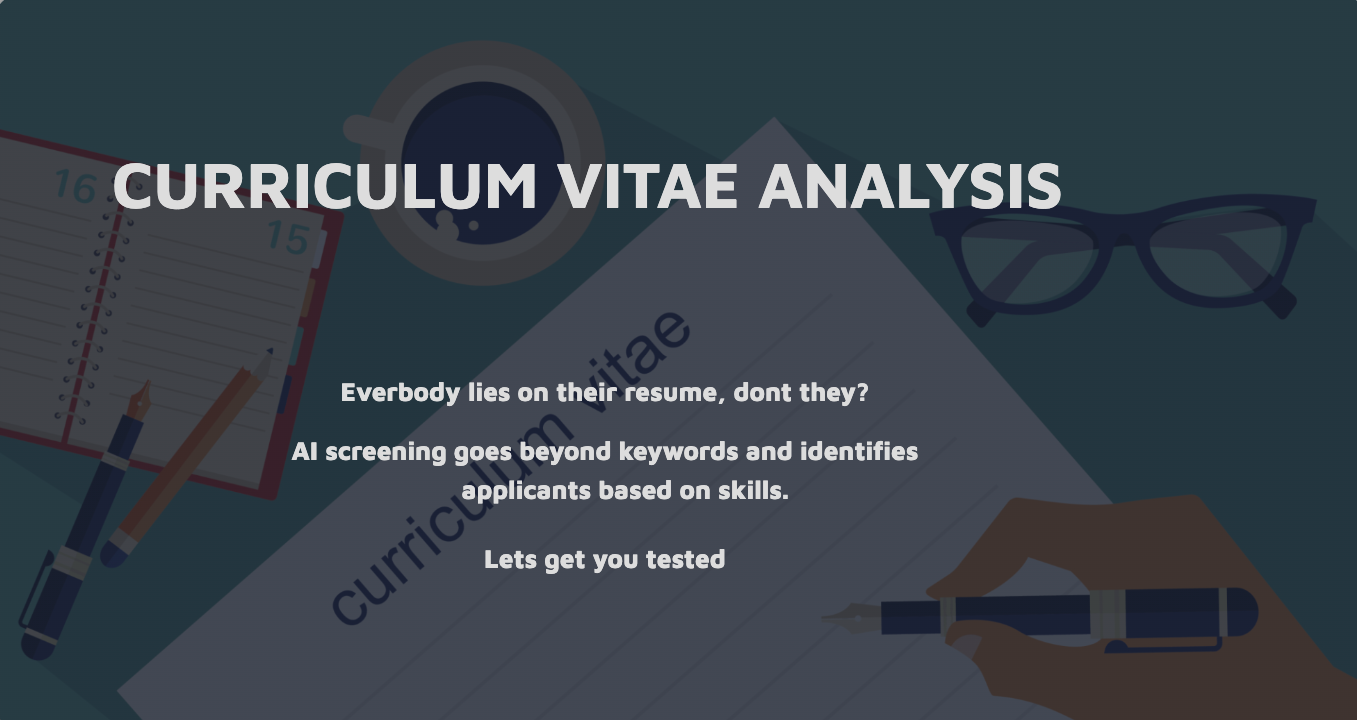 CURRICULUM VITAE ANALYSIS
16
15
curriculum vitae
Everbody lies on their resume, dont they?
AI screening goes beyond keywords and identifies
applicants based on skills.
Lets get you tested